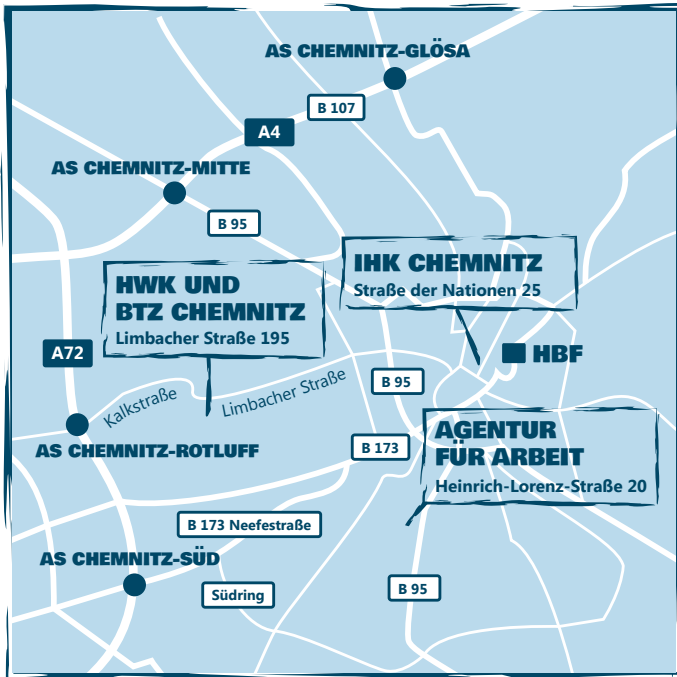 AS CHEMNITZ-GLÖSA
B 107
A4
AS CHEMNITZ-MITTE
B 95
IHK CHEMNITZ
Straße der Nationen 25
HWK UND
BTZ CHEMNITZ
Limbacher Straße 195
A72
HBF
B 95
Kalkstraße
Limbacher Straße
AS CHEMNITZ-ROTLUFF
B 173
AGENTUR
FÜR ARBEIT
Heinrich-Lorenz-Straße 20
B 173 Neefestraße
AS CHEMNITZ-SÜD
Südring
B 95